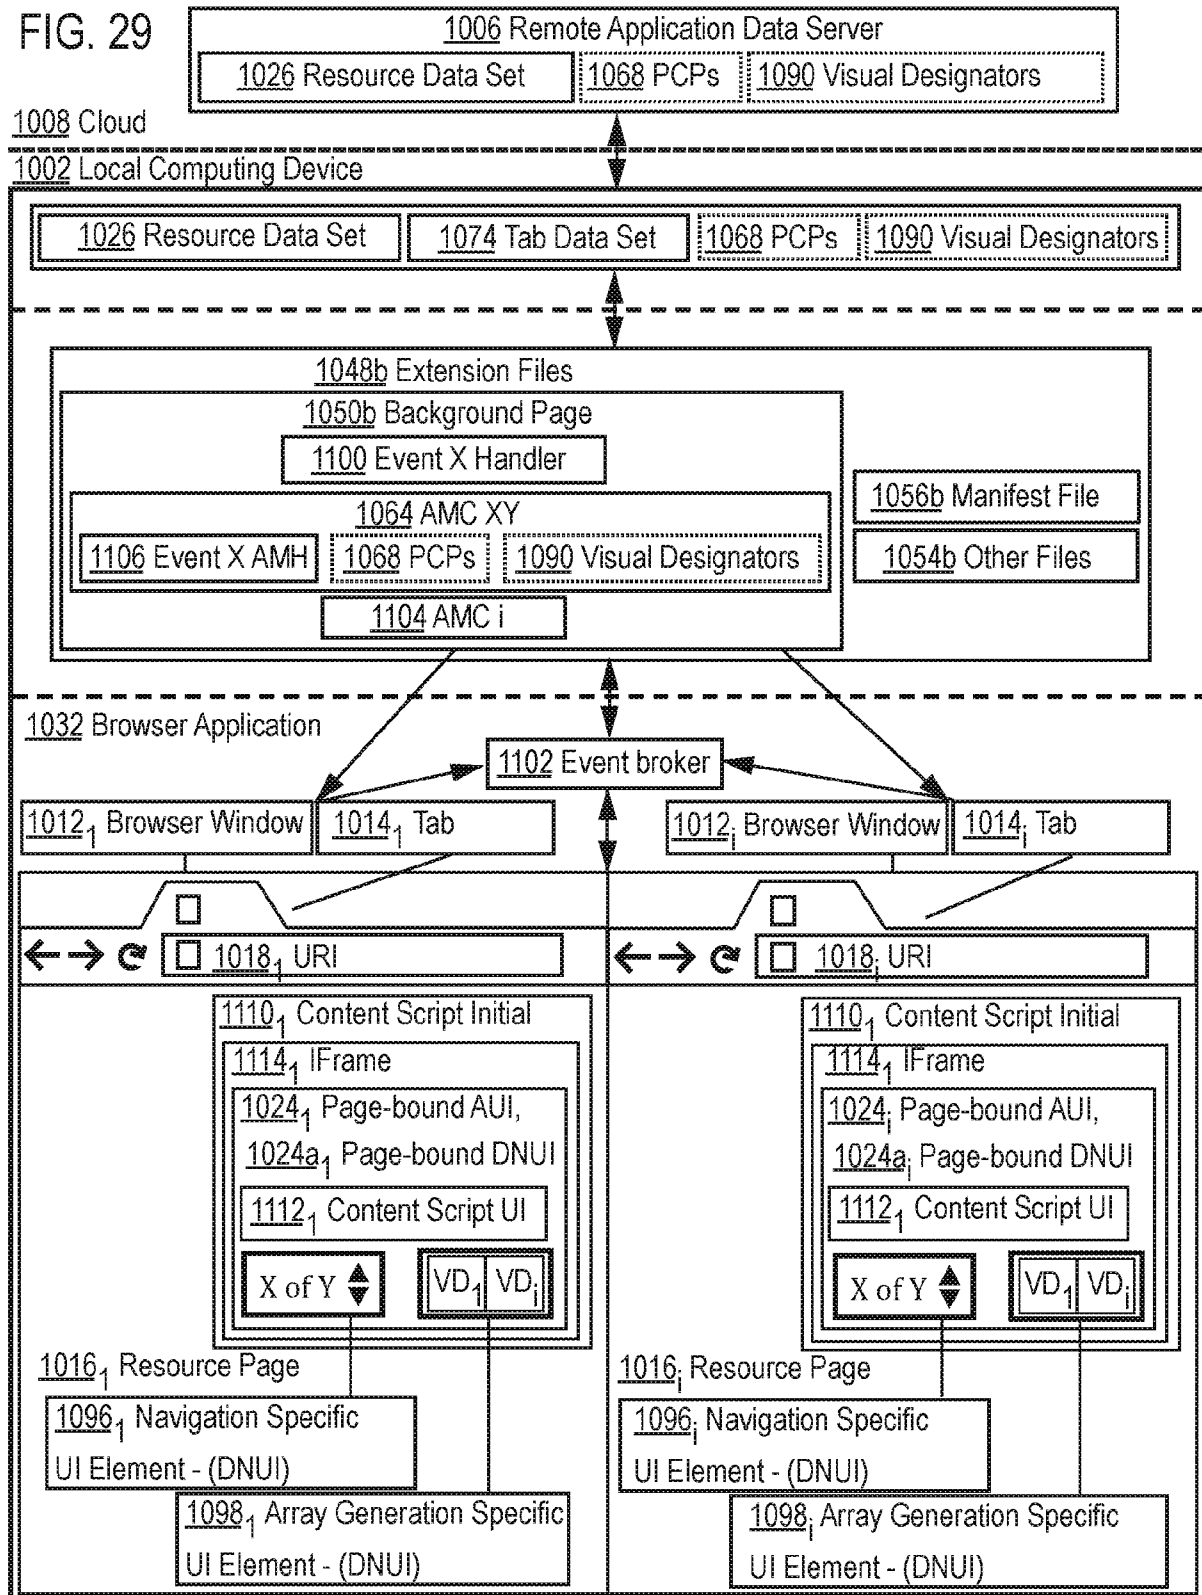 FIG. 29
1006 Remote Application Data Server
1026 Resource Data Set
1068 PCPs
1090 Visual Designators
1008 Cloud
1002 Local Computing Device
1026 Resource Data Set
1074 Tab Data Set
1068 PCPs
1090 Visual Designators
1048b Extension Files
1050b Background Page
1100 Event X Handler
1064 AMC XY
1106 Event X AMH
1068 PCPs
1090 Visual Designators
1104 AMC i
1056b Manifest File
1054b Other Files
1032 Browser Application
1102 Event broker
1012₁ Browser Window
1014₁ Tab
1012ᵢ Browser Window
1014ᵢ Tab
1018₁ URI
1018ᵢ URI
1110₁ Content Script Initial
1114₁ IFrame
1024₁ Page-bound AUI,
1024a₁ Page-bound DNUI
1112₁ Content Script UI
X of Y
VD₁ VDᵢ
1016₁ Resource Page
1096₁ Navigation Specific
UI Element - (DNUI)
1098₁ Array Generation Specific
UI Element - (DNUI)
1110₁ Content Script Initial
1114₁ IFrame
1024ᵢ Page-bound AUI,
1024aᵢ Page-bound DNUI
1112₁ Content Script UI
X of Y
VD₁ VDᵢ
1016ᵢ Resource Page
1096ᵢ Navigation Specific
UI Element - (DNUI)
1098ᵢ Array Generation Specific
UI Element - (DNUI)